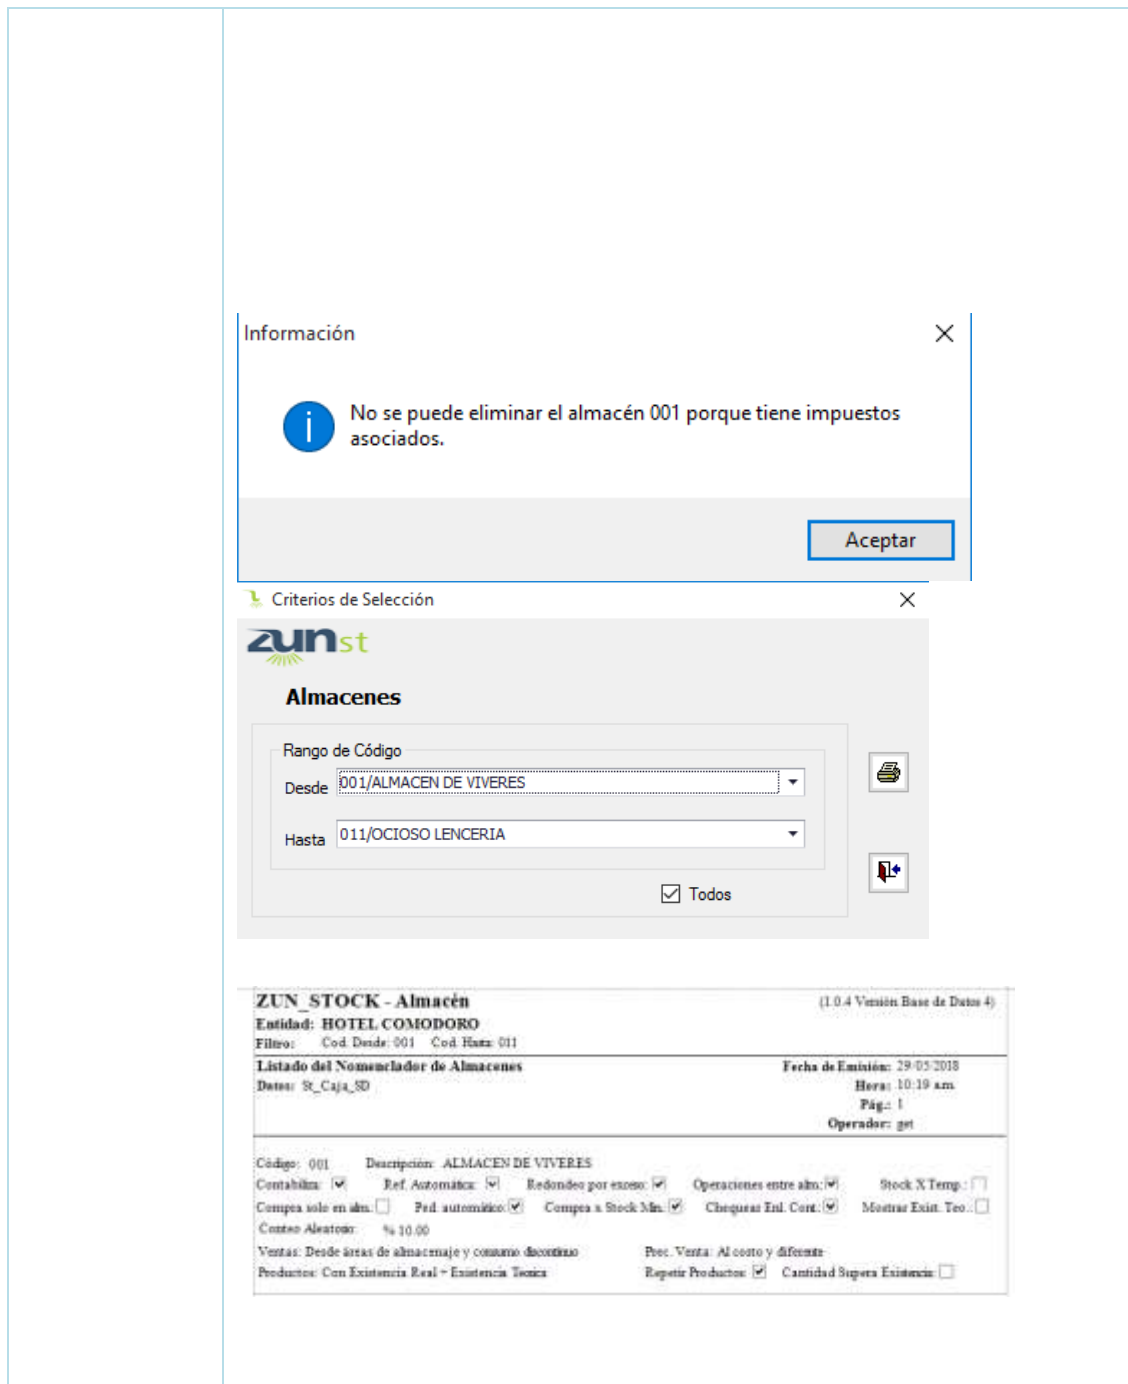 Información
No se puede eliminar el almacén 001 porque tiene impuestos
asociados.
Aceptar
Criterios de Selección
zunst
Almacenes
Rango de Código
Desde 001/ALMACEN DE VIVERES
Hasta 011/OCIOSO LENCERIA
Todos
ZUN_STOCK - Almacén (1.0.4 Versión Base de Datos 4)
Entidad: HOTEL COMODORO
Filtro: Cod. Desde: 001 Cod. Hasta: 011
Listado del Nomenclador de Almacenes Fecha de Emisión: 29/05/2018
Datos: St_Caja_SD Hora: 10:19 a.m.
Pág.: 1
Operador: get
Código: 001 Descripción: ALMACEN DE VIVERES
Contabiliza: Ref. Automática: Redondeo por exceso: Operaciones entre alm.: Stock X Temp.:
Compra solo en alm.: Ped. automático: Compra x Stock Min.: Chequear Enl. Cont.: Mostrar Exist. Teo.:
Conteo Aleatorio: % 10.00
Ventas: Desde áreas de almacenaje y consumo discontinuo Prec. Venta: Al costo y diferente
Productos: Con Existencia Real + Existencia Teorica Repetir Productos: Cantidad Supera Existencia: